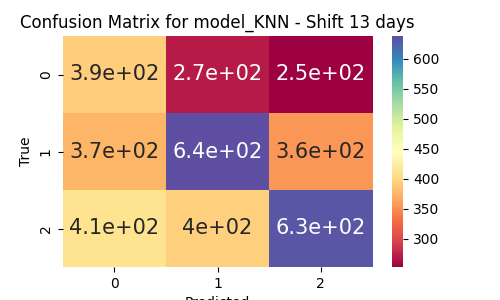 Confusion Matrix for model_KNN - Shift 13 days
0 3.9e+02 2.7e+02 2.5e+02
True 1 3.7e+02 6.4e+02 3.6e+02
2 4.1e+02 4e+02 6.3e+02
0 1 2
Predicted
600
550
500
450
400
350
300